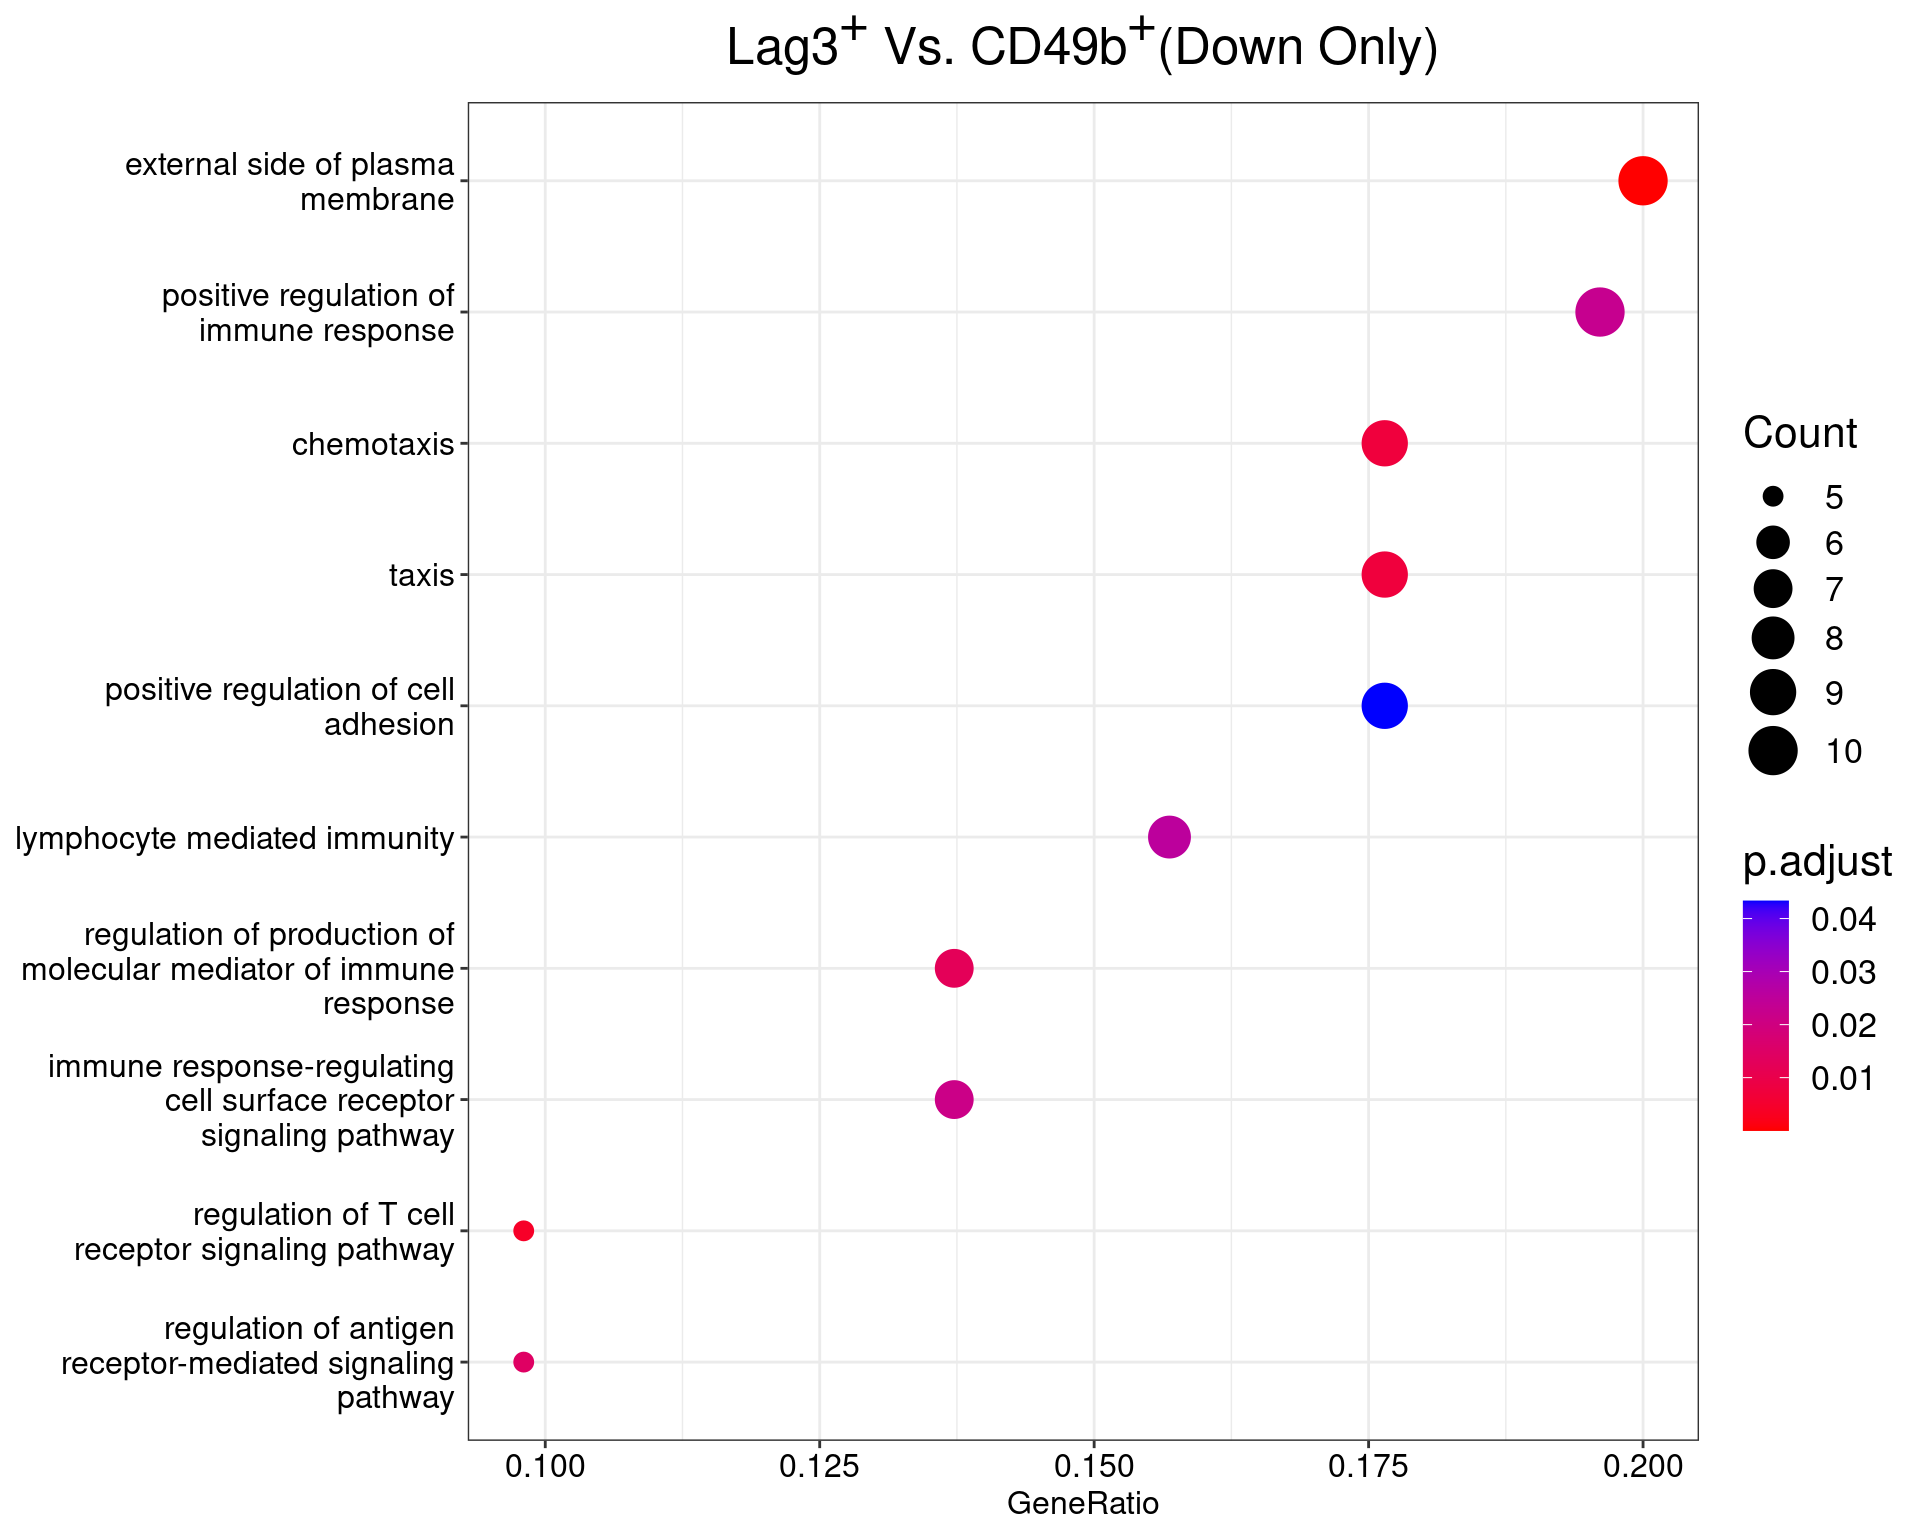 Lag3⁺ Vs. CD49b⁺(Down Only)
external side of plasma
membrane
positive regulation of
immune response
chemotaxis
taxis
positive regulation of cell
adhesion
lymphocyte mediated immunity
regulation of production of
molecular mediator of immune
response
immune response-regulating
cell surface receptor
signaling pathway
regulation of T cell
receptor signaling pathway
regulation of antigen
receptor-mediated signaling
pathway
0.100 0.125 0.150 0.175 0.200
GeneRatio
Count
5
6
7
8
9
10
p.adjust
0.04
0.03
0.02
0.01